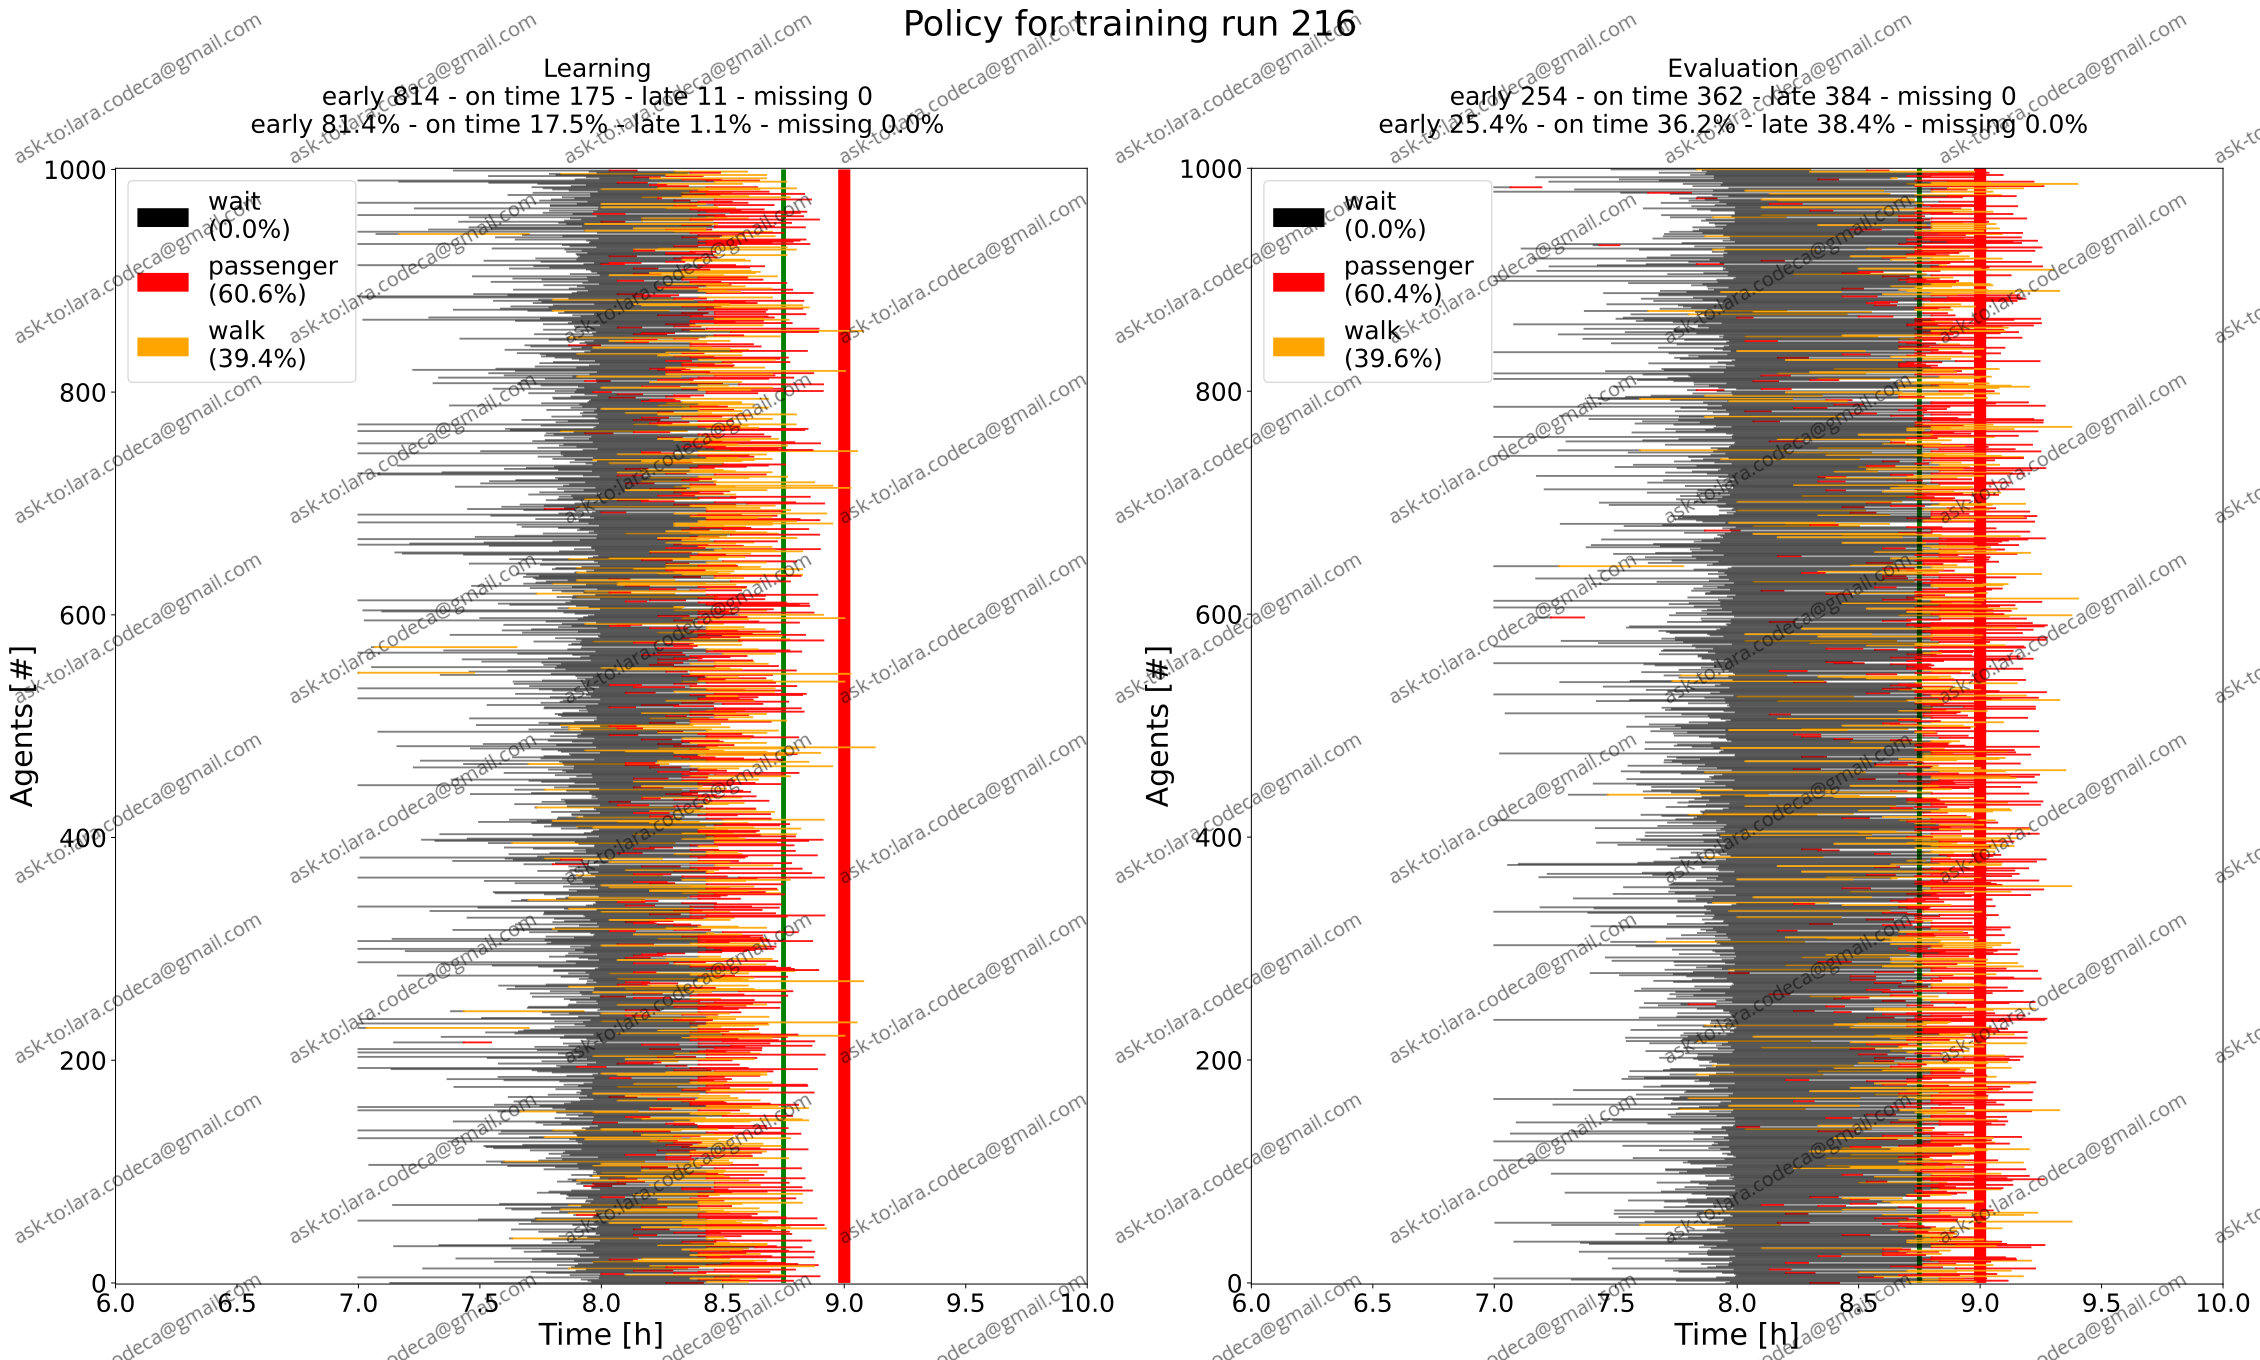 Policy for training run 216
Learning
early 814 - on time 175 - late 11 - missing 0
early 81.4% - on time 17.5% - late 1.1% - missing 0.0%
1000
800
600
400
200
0
Agents [#]
wait
(0.0%)
passenger
(60.6%)
walk
(39.4%)
6.0 6.5 7.0 7.5 8.0 8.5 9.0 9.5 10.0
Time [h]
Evaluation
early 254 - on time 362 - late 384 - missing 0
early 25.4% - on time 36.2% - late 38.4% - missing 0.0%
1000
800
600
400
200
0
Agents [#]
wait
(0.0%)
passenger
(60.4%)
walk
(39.6%)
6.0 6.5 7.0 7.5 8.0 8.5 9.0 9.5 10.0
Time [h]
ask-to:lara.codeca@gmail.com